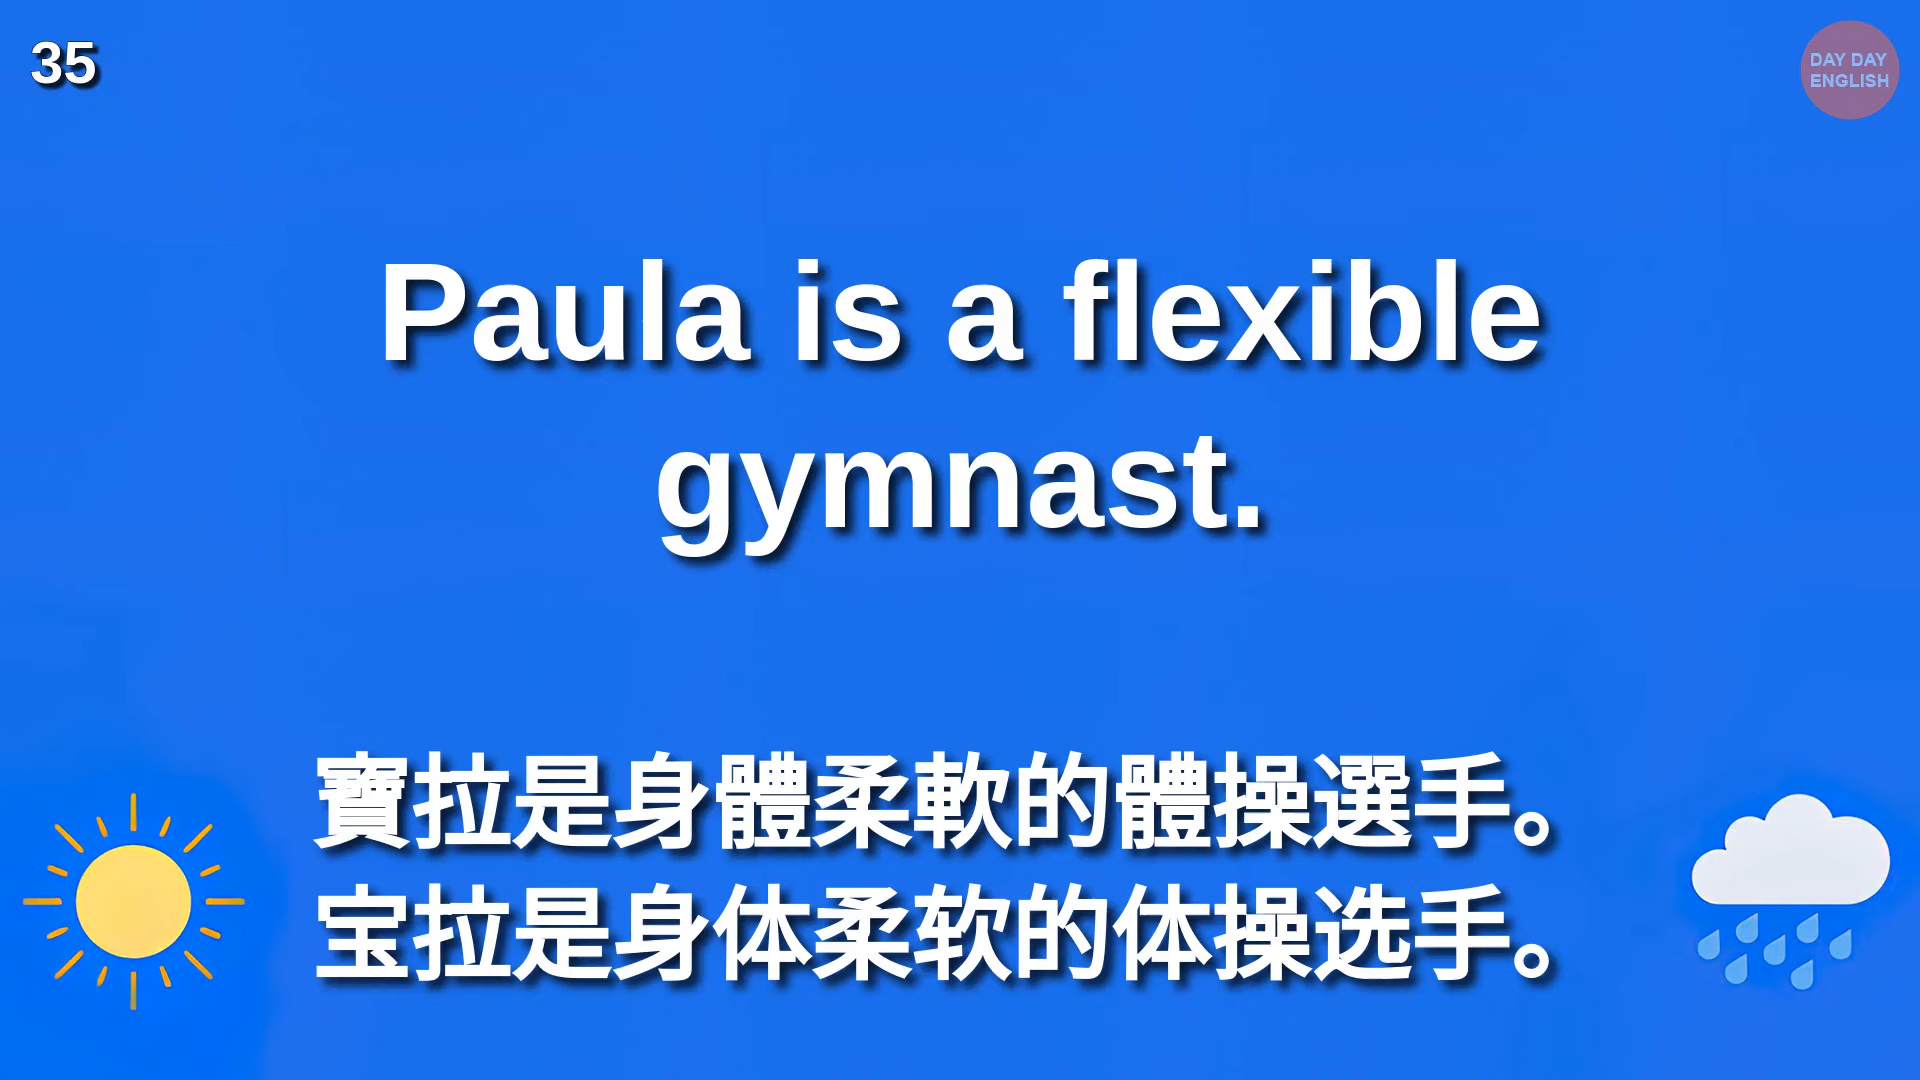 35
DAY DAY
ENGLISH
Paula is a flexible
gymnast.
寶拉是身體柔軟的體操選手。
宝拉是身体柔软的体操选手。